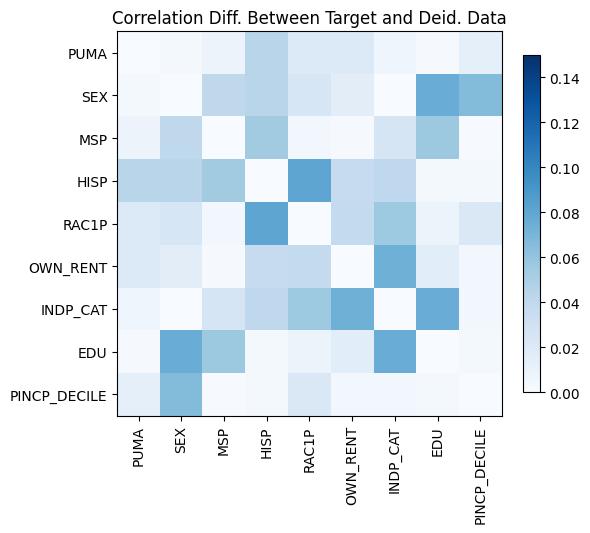 Correlation Diff. Between Target and Deid. Data
PUMA
SEX
MSP
HISP
RAC1P
OWN_RENT
INDP_CAT
EDU
PINCP_DECILE
PUMA
SEX
MSP
HISP
RAC1P
OWN_RENT
INDP_CAT
EDU
PINCP_DECILE
0.14
0.12
0.10
0.08
0.06
0.04
0.02
0.00